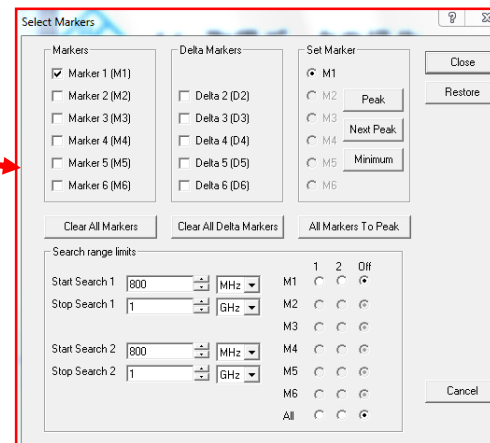 Select Markers
Markers
Marker 1 (M1)
Marker 2 (M2)
Marker 3 (M3)
Marker 4 (M4)
Marker 5 (M5)
Marker 6 (M6)
Delta Markers
Delta 2 (D2)
Delta 3 (D3)
Delta 4 (D4)
Delta 5 (D5)
Delta 6 (D6)
Set Marker
M1
M2
M3
M4
M5
M6
Peak
Next Peak
Minimum
Close
Restore
Clear All Markers
Clear All Delta Markers
All Markers To Peak
Search range limits
Start Search 1 800 MHz
Stop Search 1 1 GHz
Start Search 2 800 MHz
Stop Search 2 1 GHz
1 2 Off
M1
M2
M3
M4
M5
M6
All
Cancel